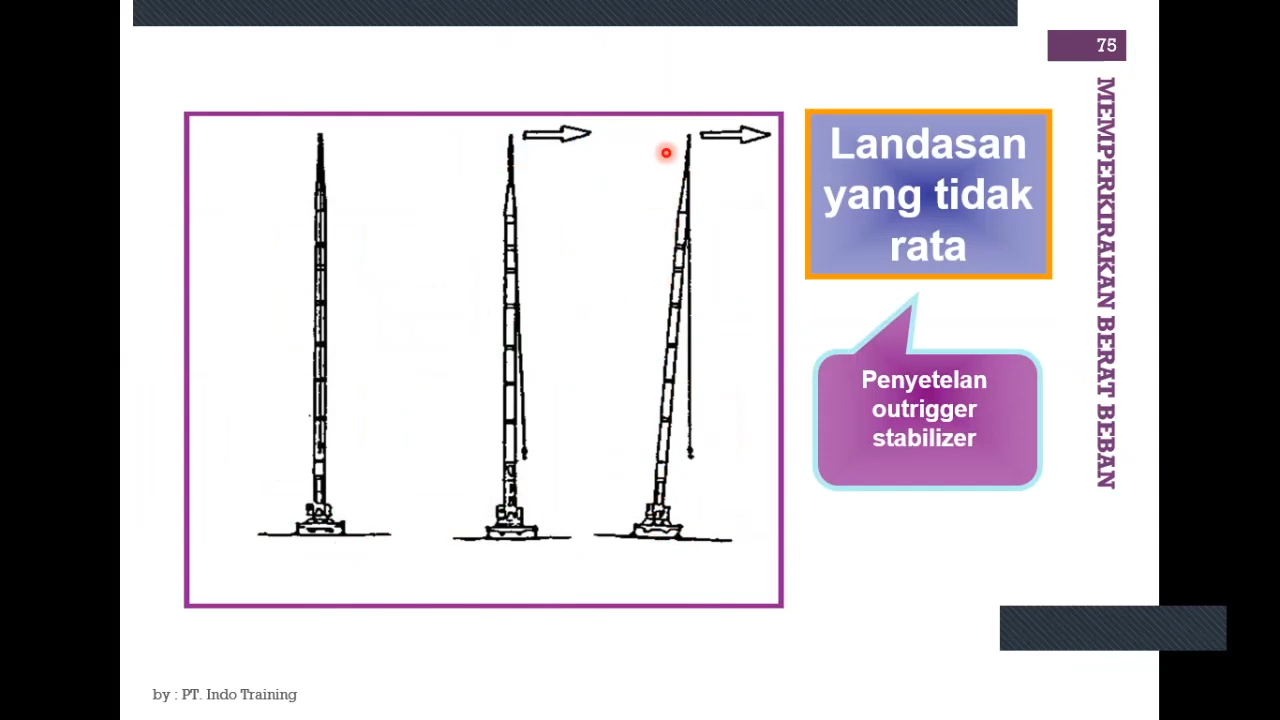 75
MEMPERKIRAKAN BERAT BEBAN
Landasan
yang tidak
rata
Penyetelan
outrigger
stabilizer
by : PT. Indo Training